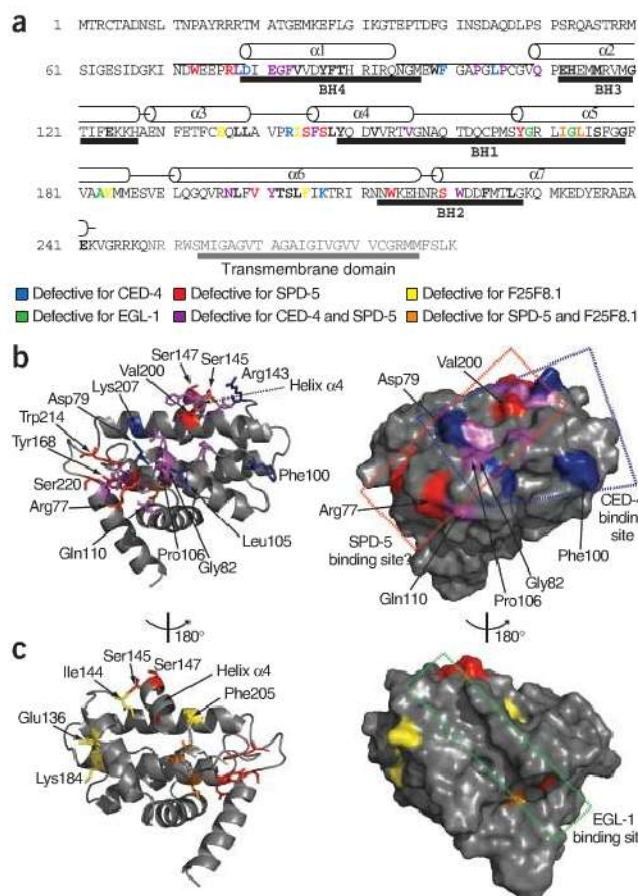 a
1 MTRCTADNSL TNPAYRRRTM ATGEMKEFLG IKGTEPTDFG INSDAQDLPS PSRQASTRRM
α1 α2
61 SIGESIDGKI NDWEEPRLDI EGFVVDYFTH RIRQNGMEWF GAPGLPCGVQ PEHEMMRVMG
BH4 BH3
α3 α4 α5
121 TIFEKKHAEN FETFCEQLLA VPRISFSLYQ DVVRTVGNAQ TDQCPMSYGR LIGLISFGGF
BH1
α6 α7
181 VAAKMMESVE LQGQVRNLFV YTSLFIKTRI RNNWKEHNRS WDDFMTLGKQ MKEDYERAEA
BH2
241 EKVGRRKQNR RWSMIGAGVT AGAIGIVGVV VCGRMMFSLK
Transmembrane domain
Defective for CED-4 Defective for SPD-5 Defective for F25F8.1
Defective for EGL-1 Defective for CED-4 and SPD-5 Defective for SPD-5 and F25F8.1
b
Ser147
Ser145
Val200
Arg143
Lys207
Helix α4
Asp79
Trp214
Tyr168
Ser220
Arg77
Gln110
Pro106
Gly82
Leu105
Phe100
Val200
Asp79
Arg77
SPD-5
binding site?
Gln110
Pro106
Gly82
Phe100
CED-4
binding
site
180°
180°
c
Ser145
Ser147
Ile144
Helix α4
Phe205
Glu136
Lys184
EGL-1
binding site